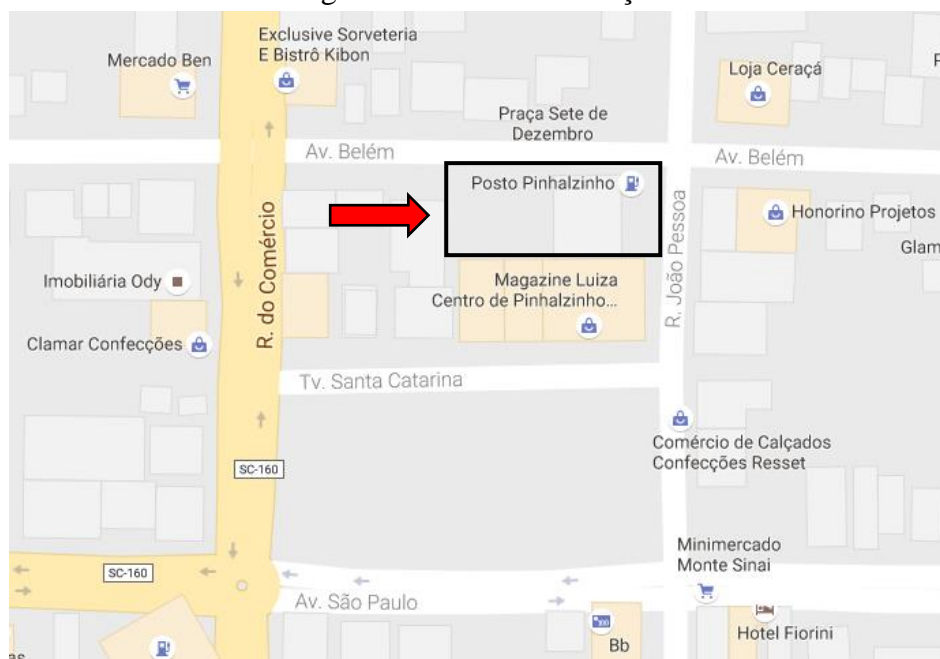 Exclusive Sorveteria
E Bistrô Kibon
Mercado Ben
Loja Ceraçá
Praça Sete de
Dezembro
Av. Belém
Av. Belém
Posto Pinhalzinho
R. João Pessoa
Honorino Projetos
Glam
R. do Comércio
Imobiliária Ody
Magazine Luiza
Centro de Pinhalzinho...
Clamar Confecções
Tv. Santa Catarina
Comércio de Calçados
Confecções Resset
SC-160
Minimercado
Monte Sinai
SC-160
Av. São Paulo
Bb
Hotel Fiorini